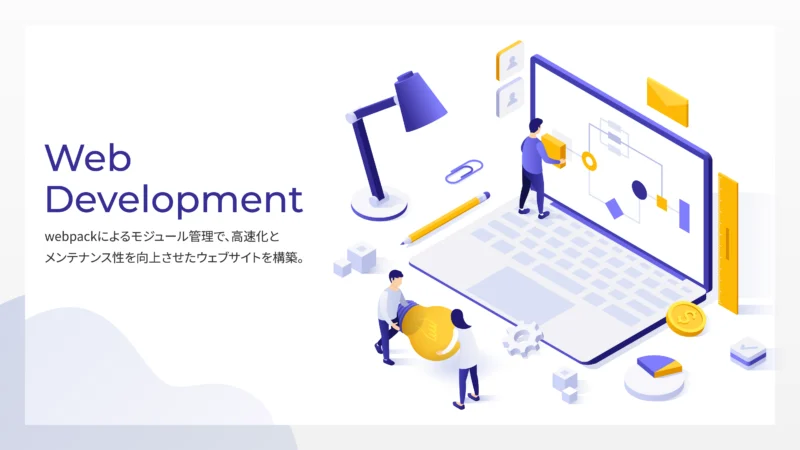 Web
Development
webpackによるモジュール管理で、高速化と
メンテナンス性を向上させたウェブサイトを構築。